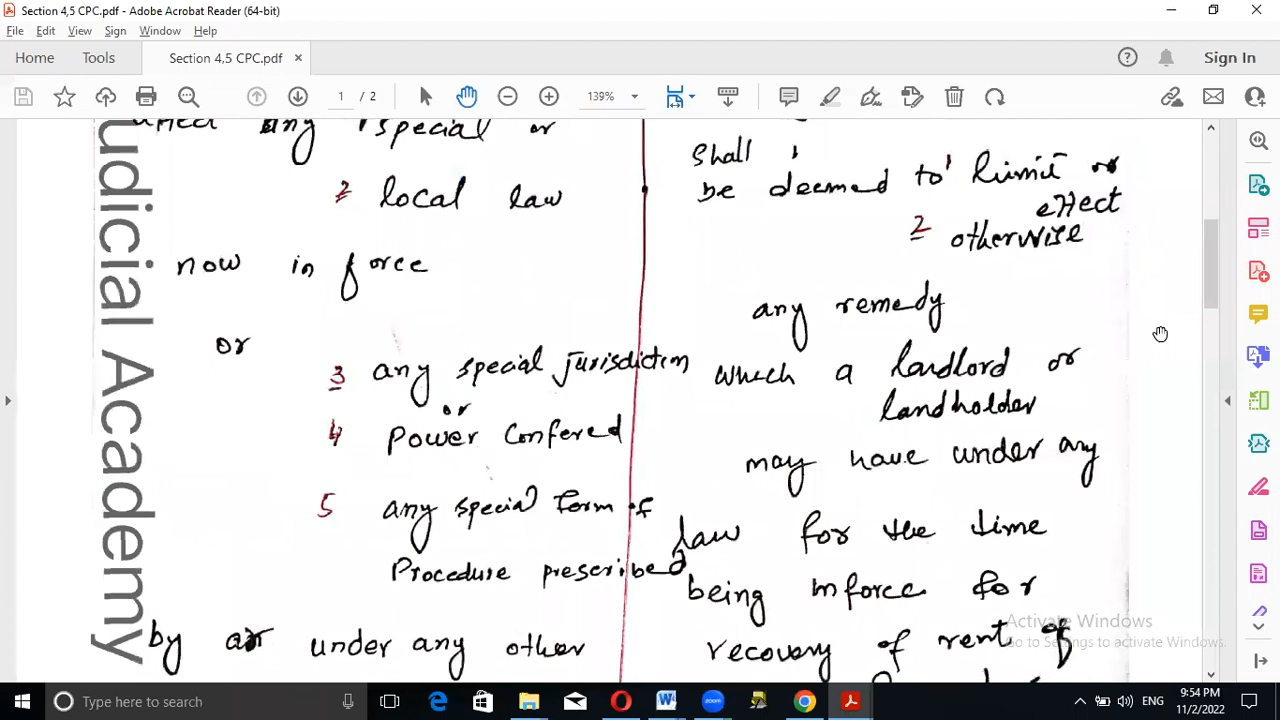 Section 4,5 CPC.pdf - Adobe Acrobat Reader (64-bit)
File Edit View Sign Window Help
Home Tools Section 4,5 CPC.pdf × Sign In
1 / 2 139%
any special or
2 local law
now in force
or
3 any special jurisdiction
or
4 Power Confered
5 any special form of
Procedure prescribed
by or under any other
shall
be deemed to 1 limit or
effect
2 otherwise
any remedy
which a landlord or
landholder
may have under any
law for the time
being inforce for
recovery of rent of
udicial Academy
Activate Windows
Go to Settings to activate Windows.
Type here to search
ENG
9:54 PM
11/2/2022